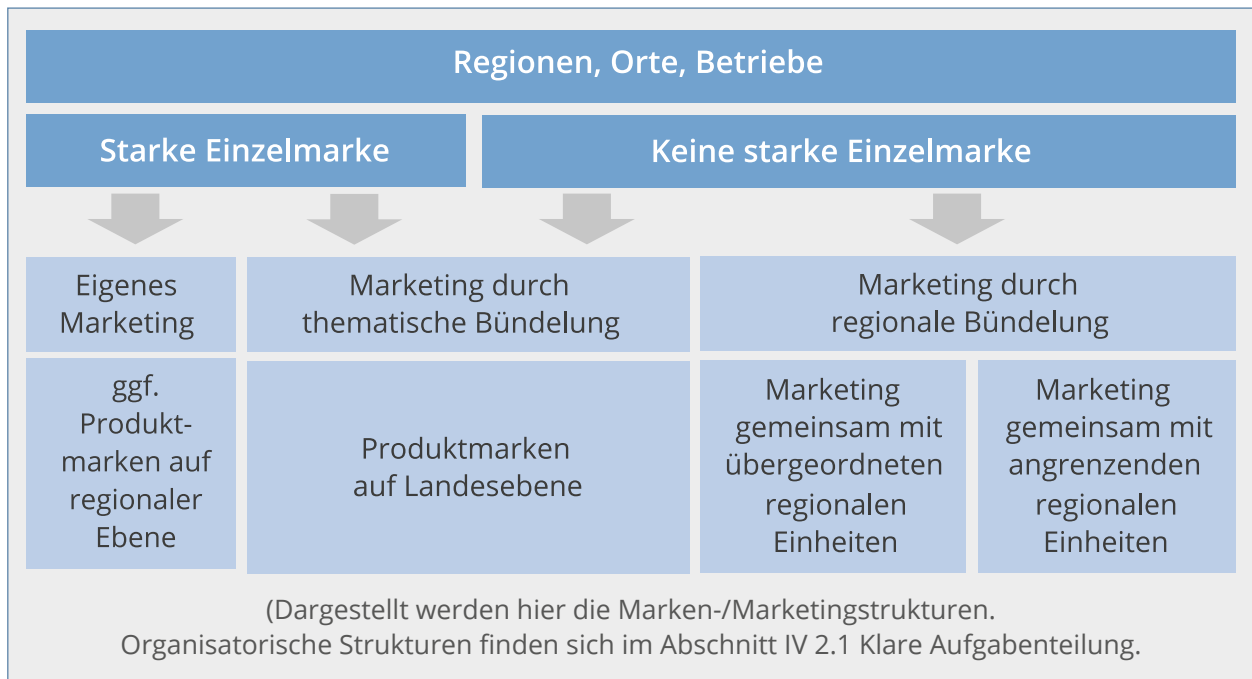 Regionen, Orte, Betriebe
Starke Einzelmarke
Keine starke Einzelmarke
Eigenes
Marketing
Marketing durch
thematische Bündelung
Marketing durch
regionale Bündelung
ggf.
Produkt-
marken auf
regionaler
Ebene
Produktmarken
auf Landesebene
Marketing
gemeinsam mit
übergeordneten
regionalen
Einheiten
Marketing
gemeinsam mit
angrenzenden
regionalen
Einheiten
(Dargestellt werden hier die Marken-/Marketingstrukturen.
Organisatorische Strukturen finden sich im Abschnitt IV 2.1 Klare Aufgabenteilung.